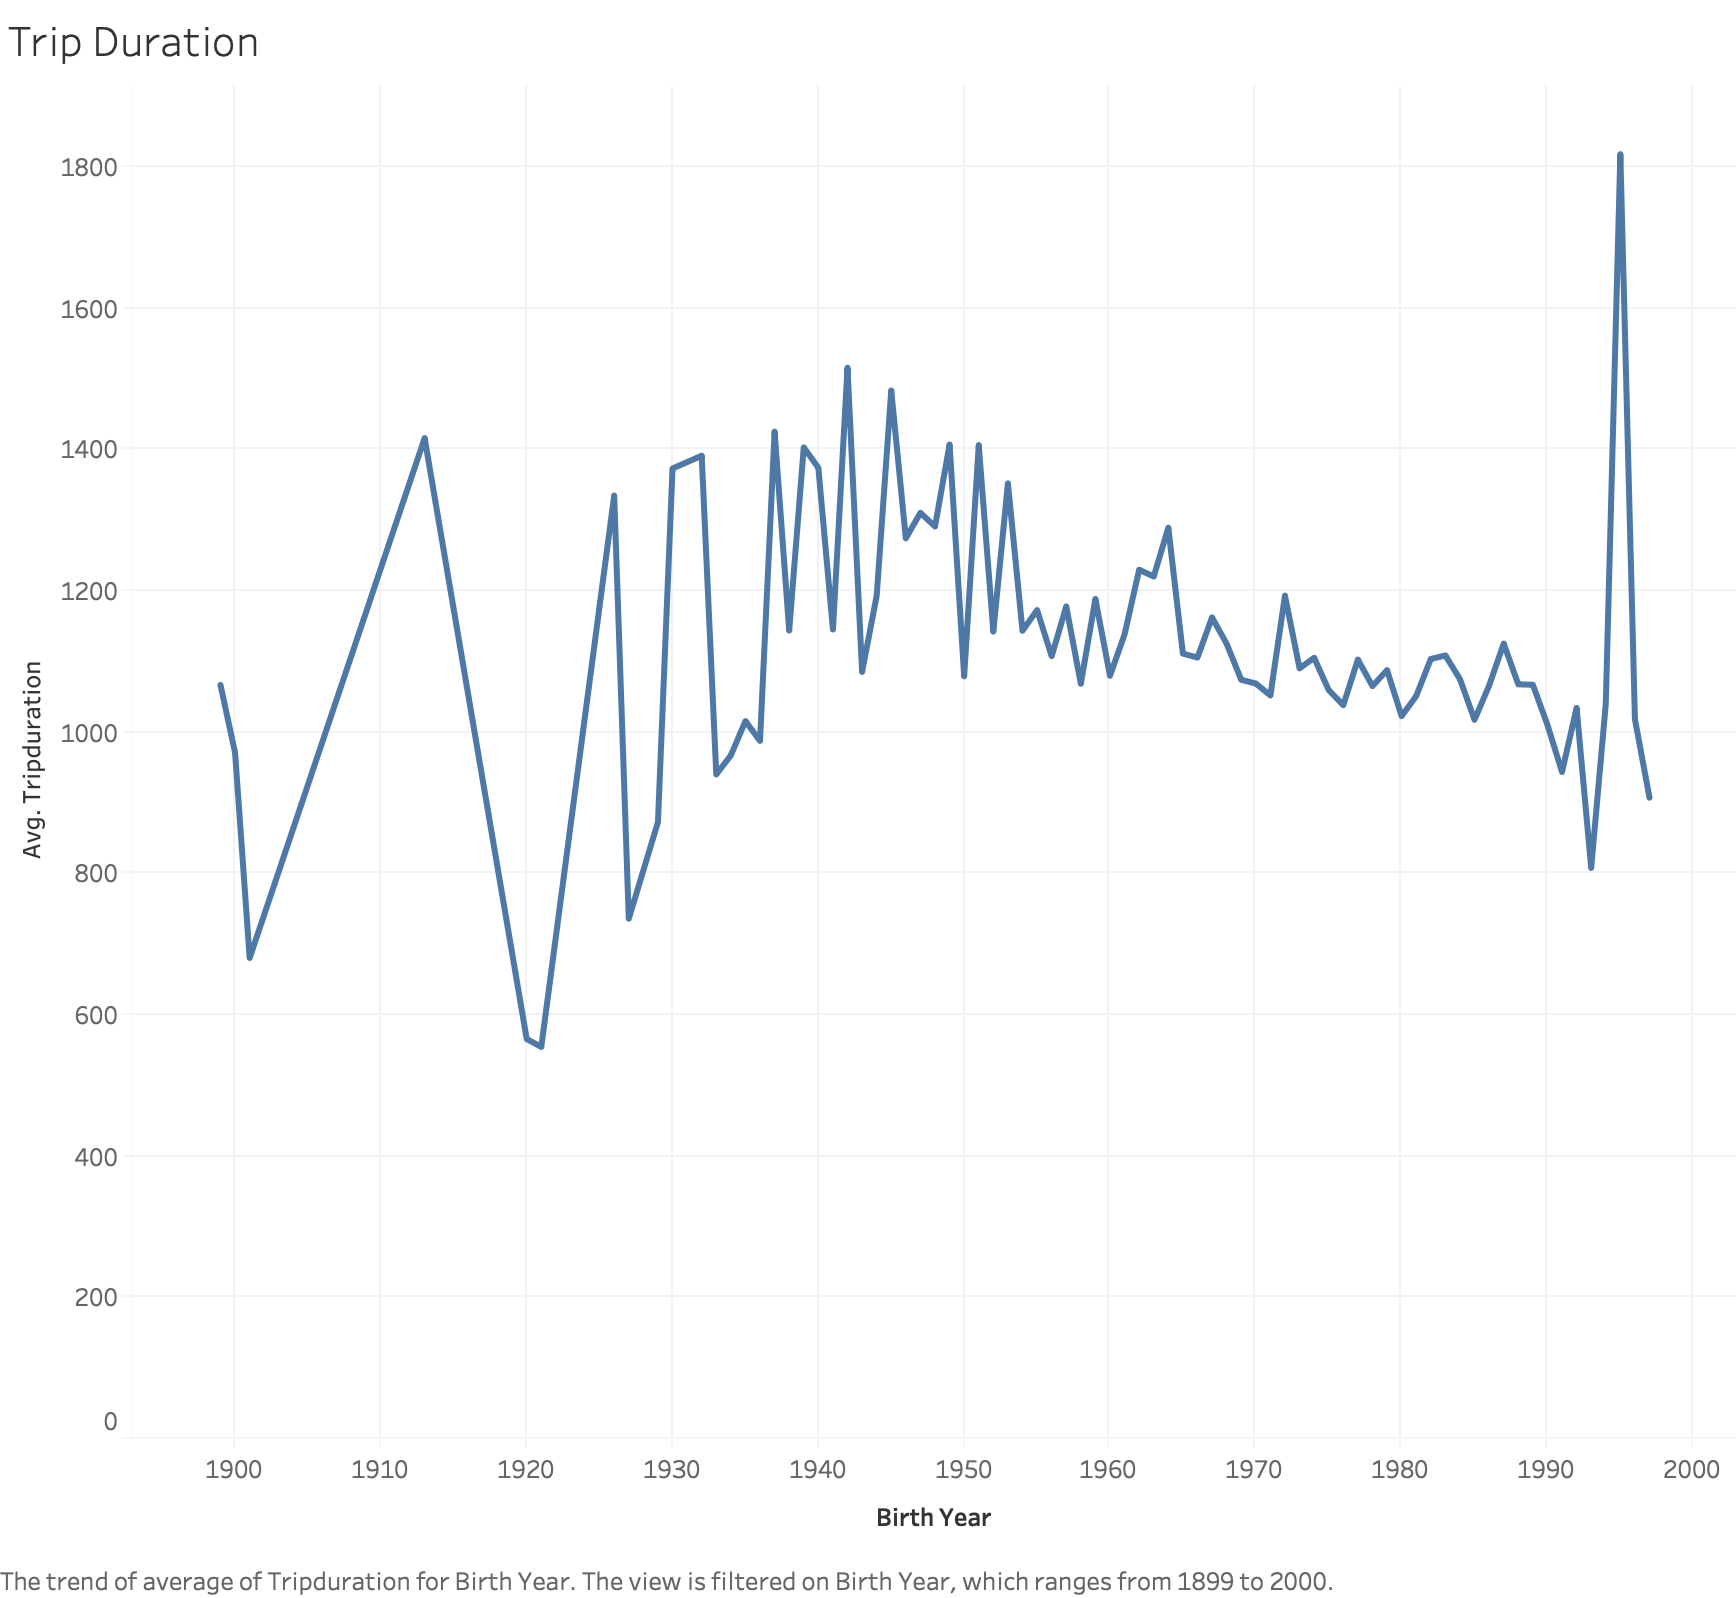 Trip Duration
1800
1600
1400
1200
1000
800
600
400
200
0
Avg. Tripduration
1900 1910 1920 1930 1940 1950 1960 1970 1980 1990 2000
Birth Year
The trend of average of Tripduration for Birth Year. The view is filtered on Birth Year, which ranges from 1899 to 2000.